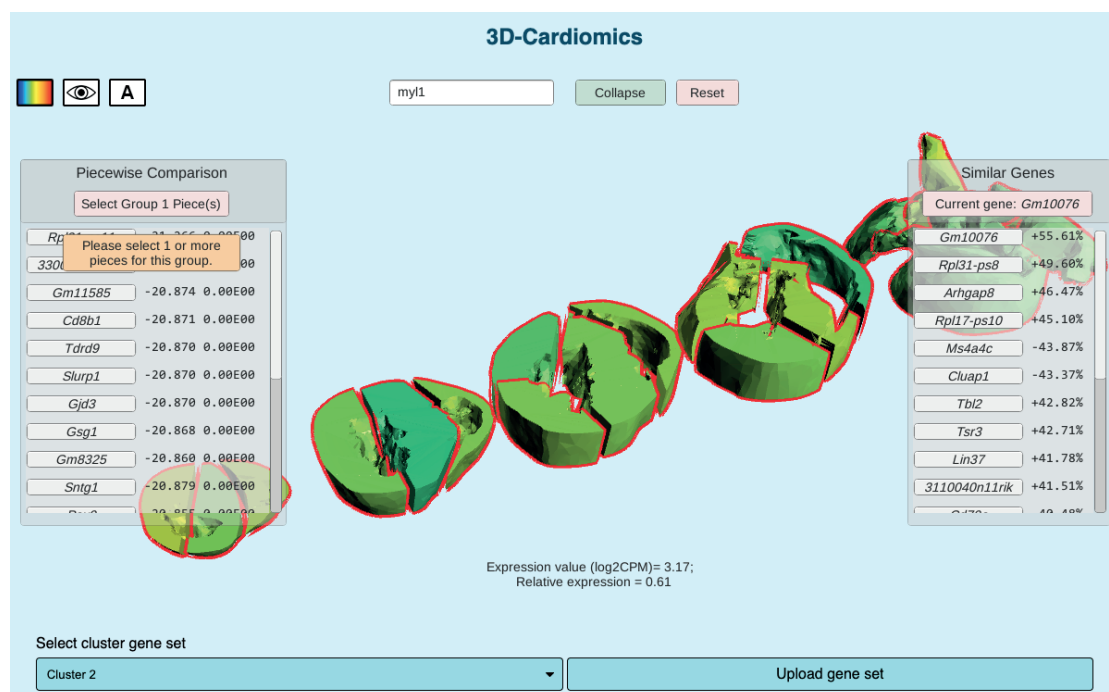 3D-Cardiomics
A
myl1
Collapse
Reset
Piecewise Comparison
Select Group 1 Piece(s)
Please select 1 or more
pieces for this group.
Gm11585 -20.874 0.00E00
Cd8b1 -20.871 0.00E00
Tdrd9 -20.870 0.00E00
Slurp1 -20.870 0.00E00
Gjd3 -20.870 0.00E00
Gsg1 -20.868 0.00E00
Gm8325 -20.860 0.00E00
Sntg1 -20.879 0.00E00
Similar Genes
Current gene: Gm10076
Gm10076 +55.61%
Rpl31-ps8 +49.60%
Arhgap8 +46.47%
Rpl17-ps10 +45.10%
Ms4a4c -43.87%
Cluap1 -43.37%
Tbl2 +42.82%
Tsr3 +42.71%
Lin37 +41.78%
3110040n11rik +41.51%
Expression value (log2CPM)= 3.17;
Relative expression = 0.61
Select cluster gene set
Cluster 2
Upload gene set